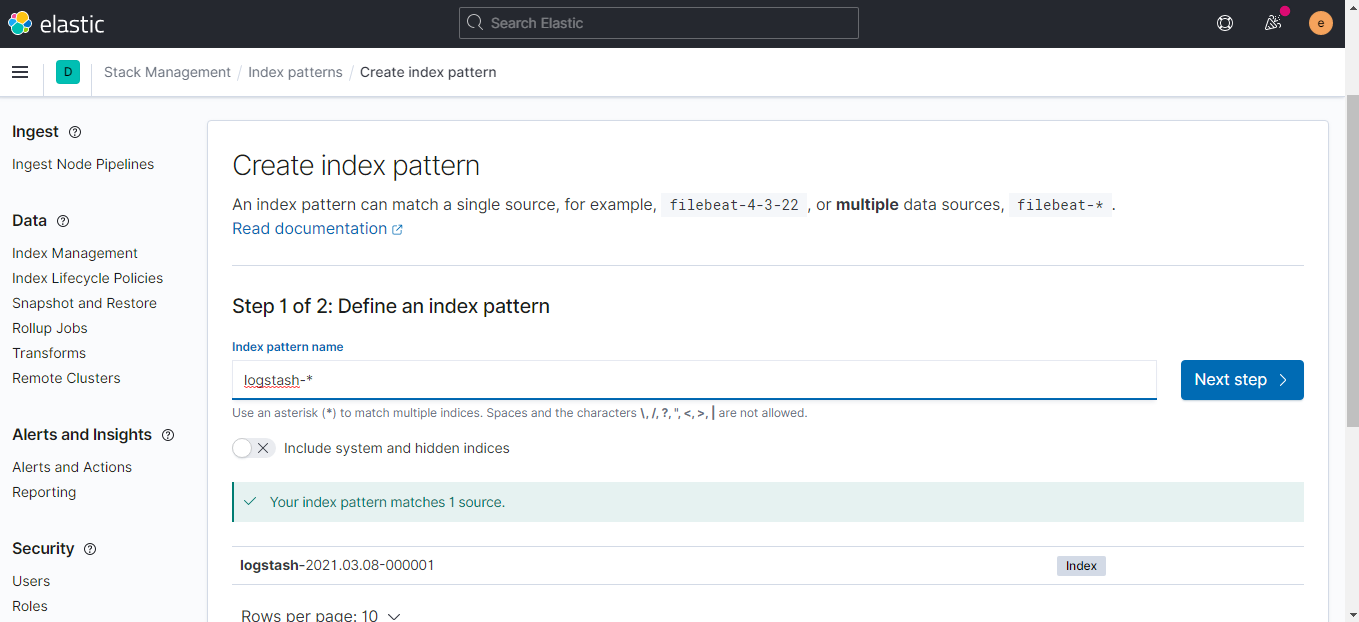 elastic
Search Elastic
e
D
Stack Management / Index patterns / Create index pattern
Ingest
Ingest Node Pipelines
Data
Index Management
Index Lifecycle Policies
Snapshot and Restore
Rollup Jobs
Transforms
Remote Clusters
Alerts and Insights
Alerts and Actions
Reporting
Security
Users
Roles
Create index pattern
An index pattern can match a single source, for example, filebeat-4-3-22 , or multiple data sources, filebeat-* .
Read documentation
Step 1 of 2: Define an index pattern
Index pattern name
logstash-*
Next step
Use an asterisk (*) to match multiple indices. Spaces and the characters \, /, ?, ", <, >, | are not allowed.
Include system and hidden indices
Your index pattern matches 1 source.
logstash-2021.03.08-000001
Index
Rows per page: 10